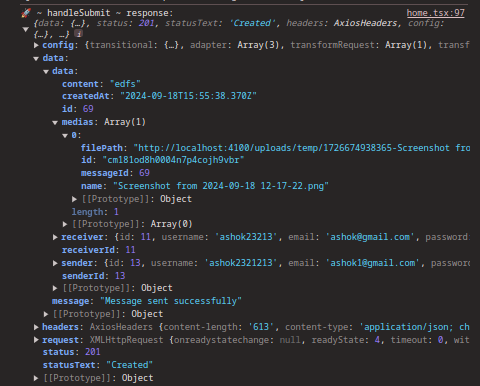 🚀 ~ handleSubmit ~ response: home.tsx:97
{data: {…}, status: 201, statusText: 'Created', headers: AxiosHeaders, config:
{…}, …} i
▶ config: {transitional: {…}, adapter: Array(3), transformRequest: Array(1), transf
▼ data:
▼ data:
content: "edfs"
createdAt: "2024-09-18T15:55:38.370Z"
id: 69
▼ medias: Array(1)
▼ 0:
filePath: "http://localhost:4100/uploads/temp/1726674938365-Screenshot fro
id: "cm181od8h0004n7p4cojh9vbr"
messageId: 69
name: "Screenshot from 2024-09-18 12-17-22.png"
▶ [[Prototype]]: Object
length: 1
▶ [[Prototype]]: Array(0)
▶ receiver: {id: 11, username: 'ashok23213', email: 'ashok@gmail.com', password
receiverId: 11
▶ sender: {id: 13, username: 'ashok2321213', email: 'ashok1@gmail.com', passwor
senderId: 13
▶ [[Prototype]]: Object
message: "Message sent successfully"
▶ [[Prototype]]: Object
▶ headers: AxiosHeaders {content-length: '613', content-type: 'application/json; ch
▶ request: XMLHttpRequest {onreadystatechange: null, readyState: 4, timeout: 0, wit
status: 201
statusText: "Created"
▶ [[Prototype]]: Object